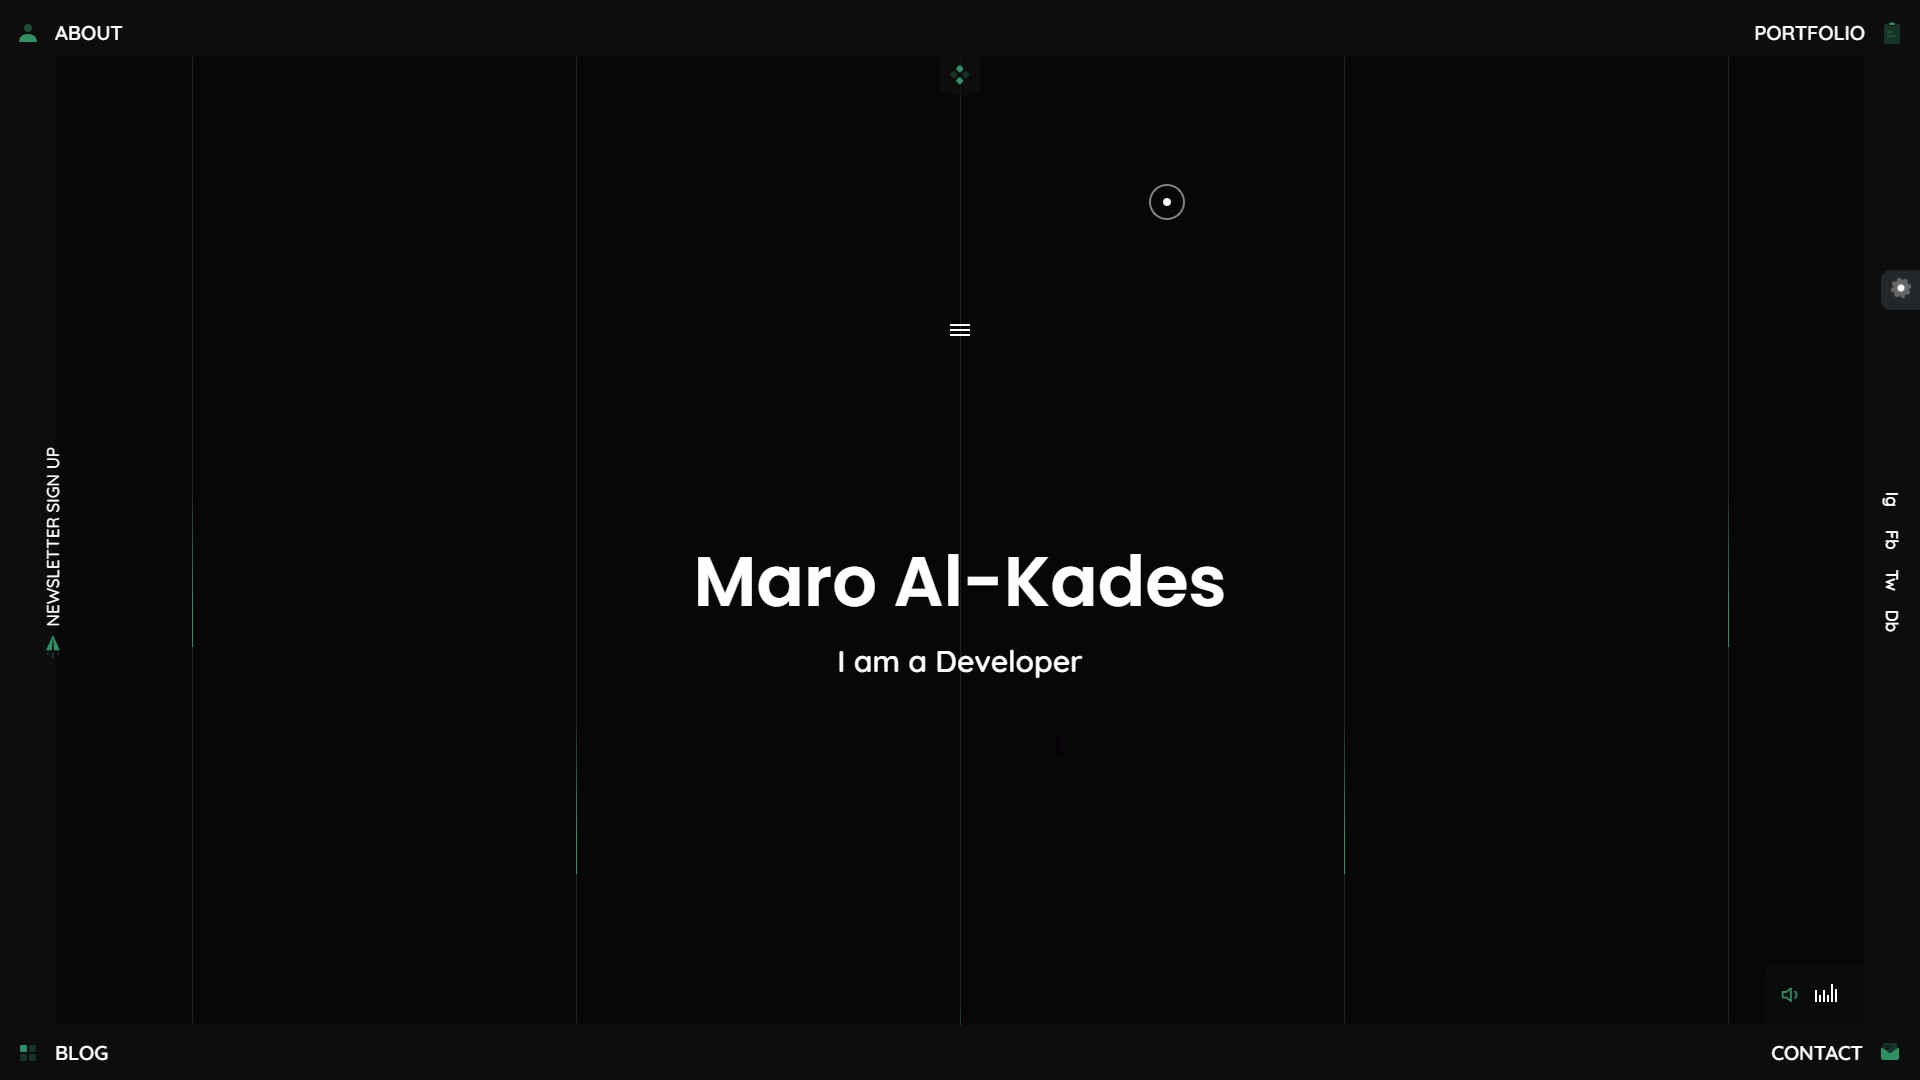 ABOUT
PORTFOLIO
NEWSLETTER SIGN UP
Maro Al-Kades
I am a Developer
Ig
Fb
Tw
Db
BLOG
CONTACT